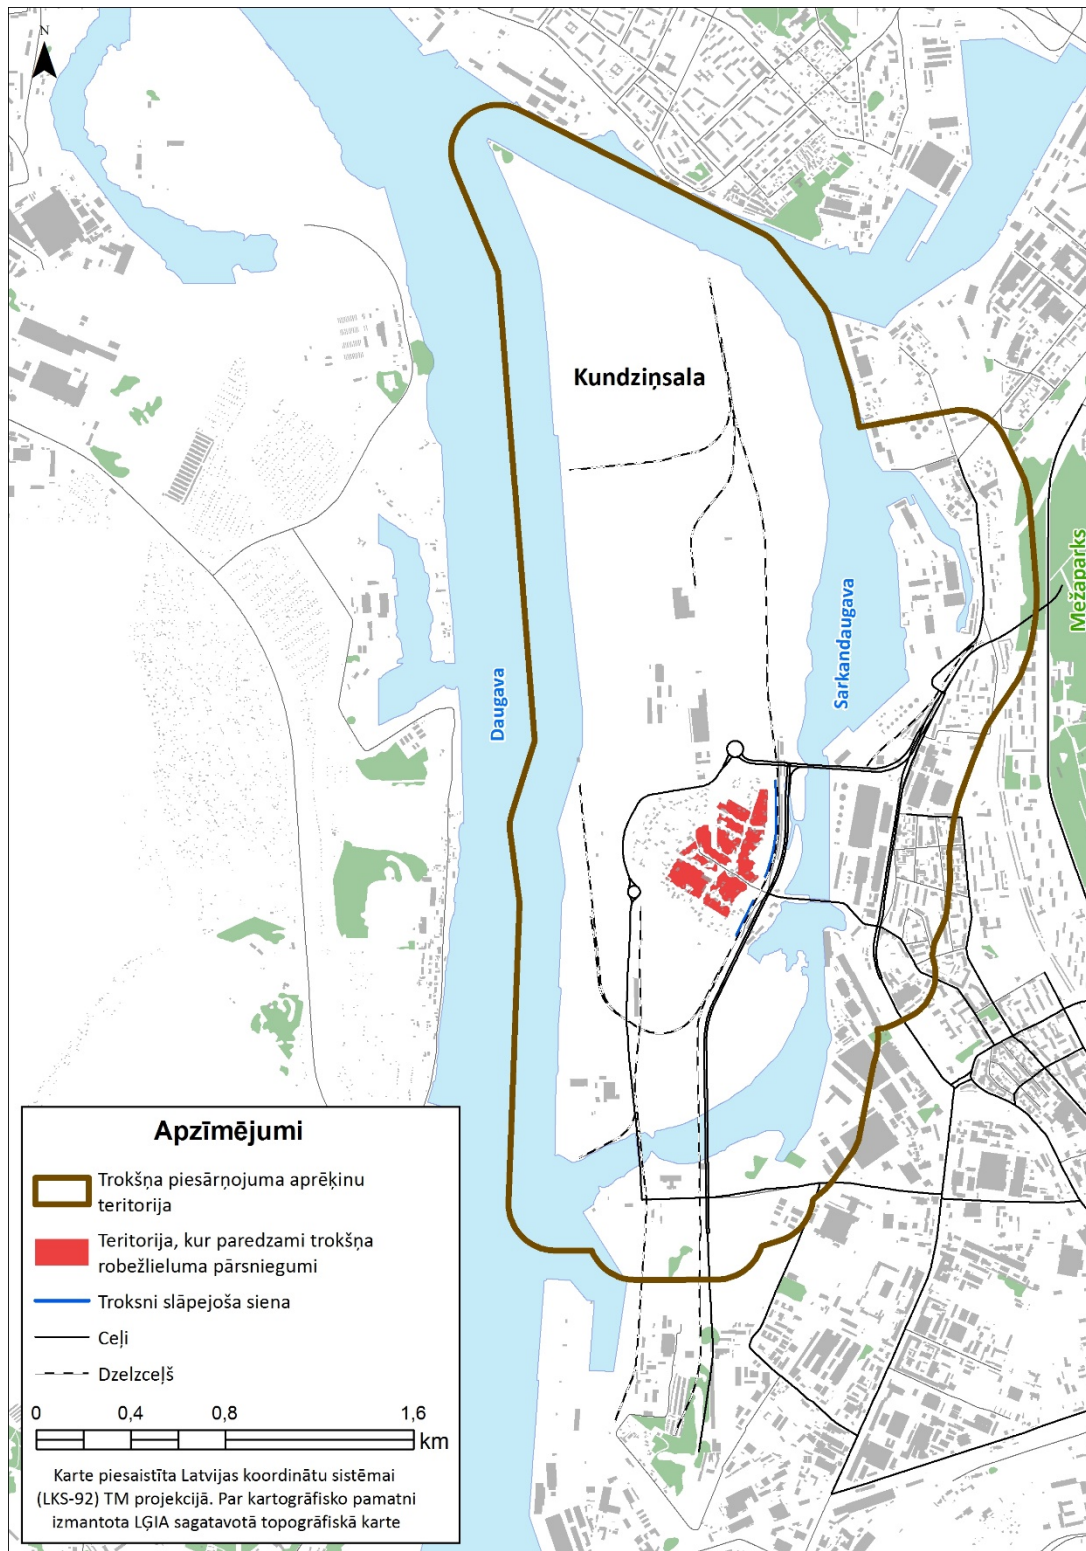 N
Kundziņsala
Mežaparks
Sarkandaugava
Daugava
Apzīmējumi
Trokšņa piesārņojuma aprēķinu
teritorija
Teritorija, kur paredzami trokšņa
robežlieluma pārsniegumi
Troksni slāpejoša siena
Ceļi
Dzelzceļš
0 0,4 0,8 1,6
km
Karte piesaistīta Latvijas koordinātu sistēmai
(LKS-92) TM projekcijā. Par kartogrāfisko pamatni
izmantota LĢIA sagatavotā topogrāfiskā karte